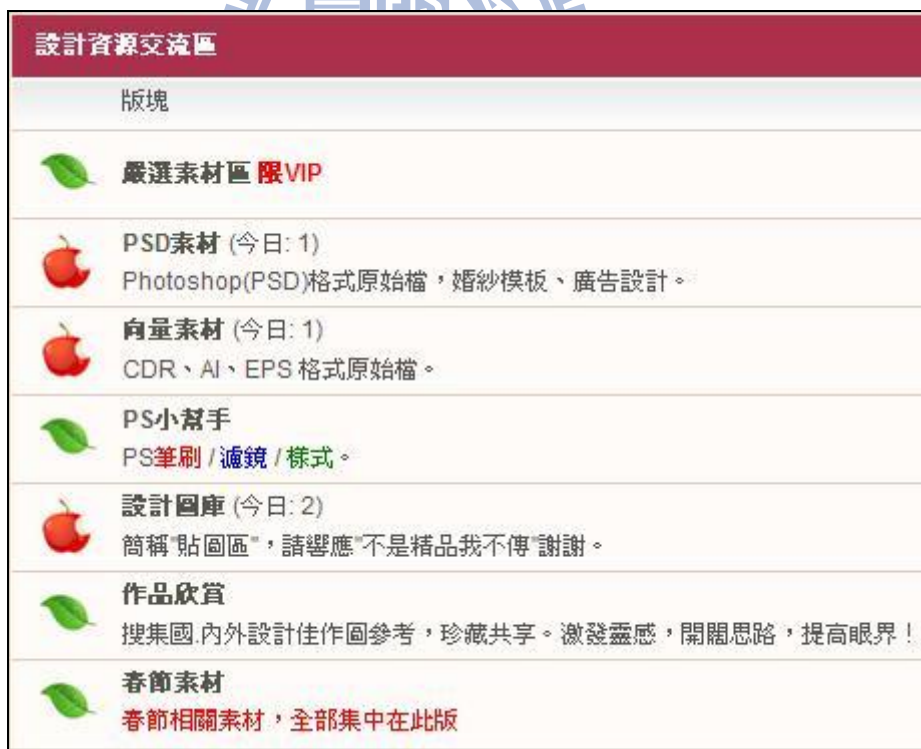 設計資源交流區
版塊
嚴選素材區 限VIP
PSD素材 (今日: 1)
Photoshop(PSD)格式原始檔，婚紗模板、廣告設計。
向量素材 (今日: 1)
CDR、AI、EPS 格式原始檔。
PS小幫手
PS筆刷 / 濾鏡 / 樣式。
設計圖庫 (今日: 2)
簡稱"貼圖區"，請響應"不是精品我不傳"謝謝。
作品欣賞
搜集國.內外設計佳作圖參考，珍藏共享。激發靈感，開闊思路，提高眼界！
春節素材
春節相關素材，全部集中在此版